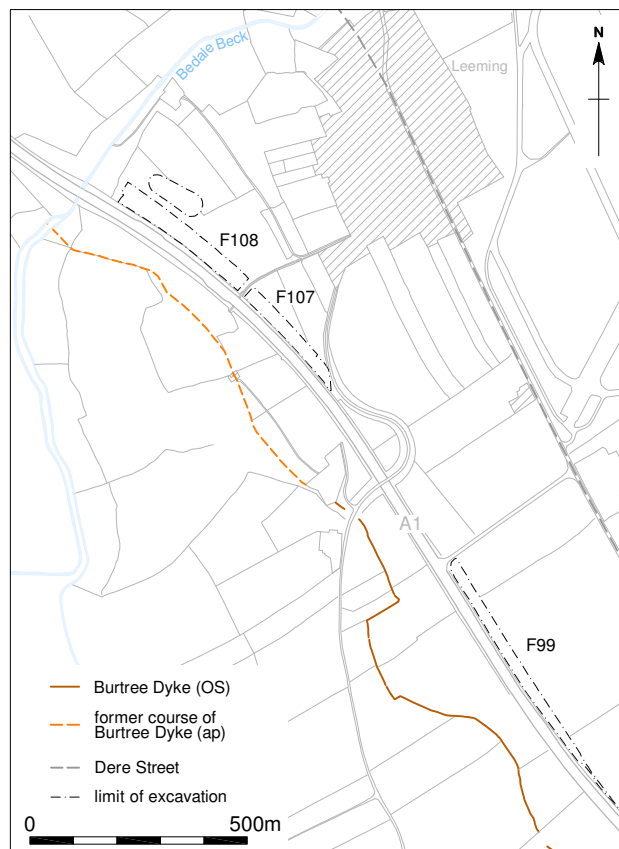 Bedale Beck
Leeming
N
F108
F107
A1
F99
Burtree Dyke (OS)
former course of
Burtree Dyke (ap)
Dere Street
limit of excavation
0 500m